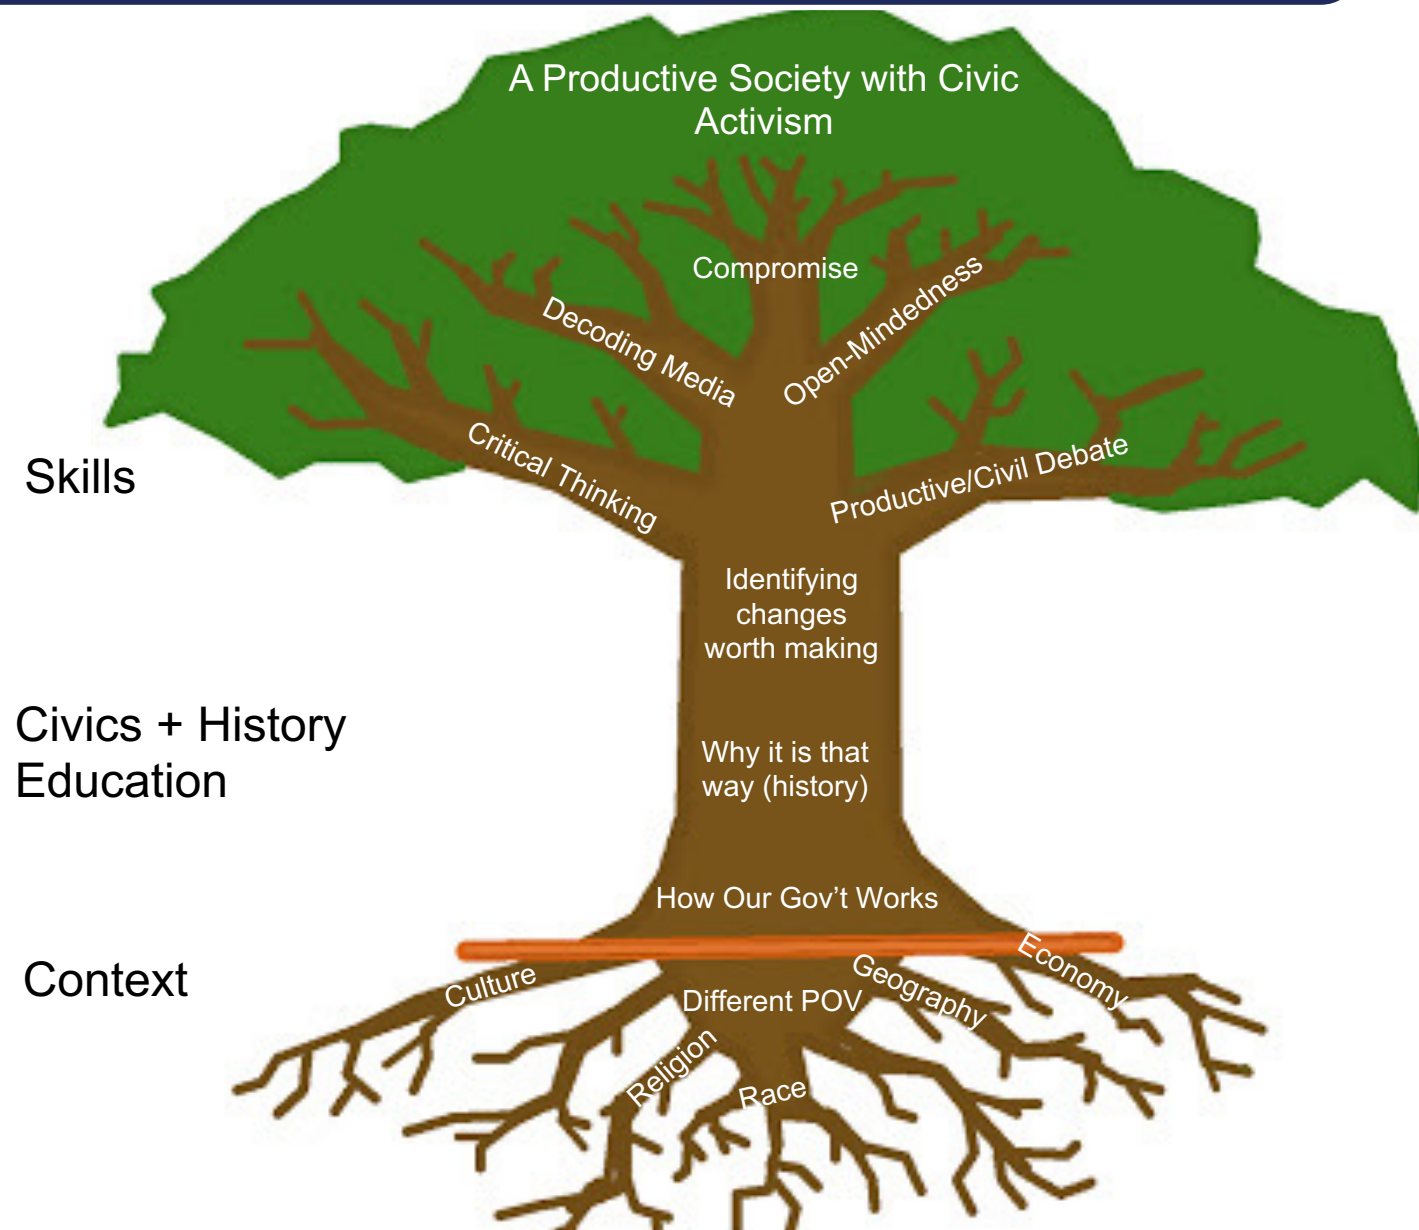 A Productive Society with Civic
Activism
Compromise
Decoding Media
Open-Mindedness
Critical Thinking
Productive/Civil Debate
Skills
Identifying
changes
worth making
Civics + History
Education
Why it is that
way (history)
How Our Gov’t Works
Context
Culture
Different POV
Geography
Economy
Religion
Race